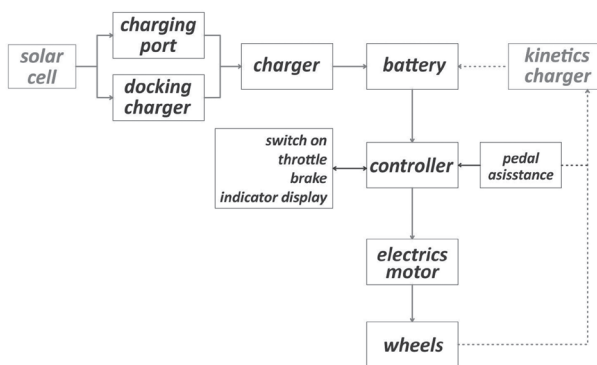 solar
cell
charging
port
docking
charger
charger
battery
kinetics
charger
switch on
throttle
brake
indicator display
controller
pedal
asisstance
electrics
motor
wheels